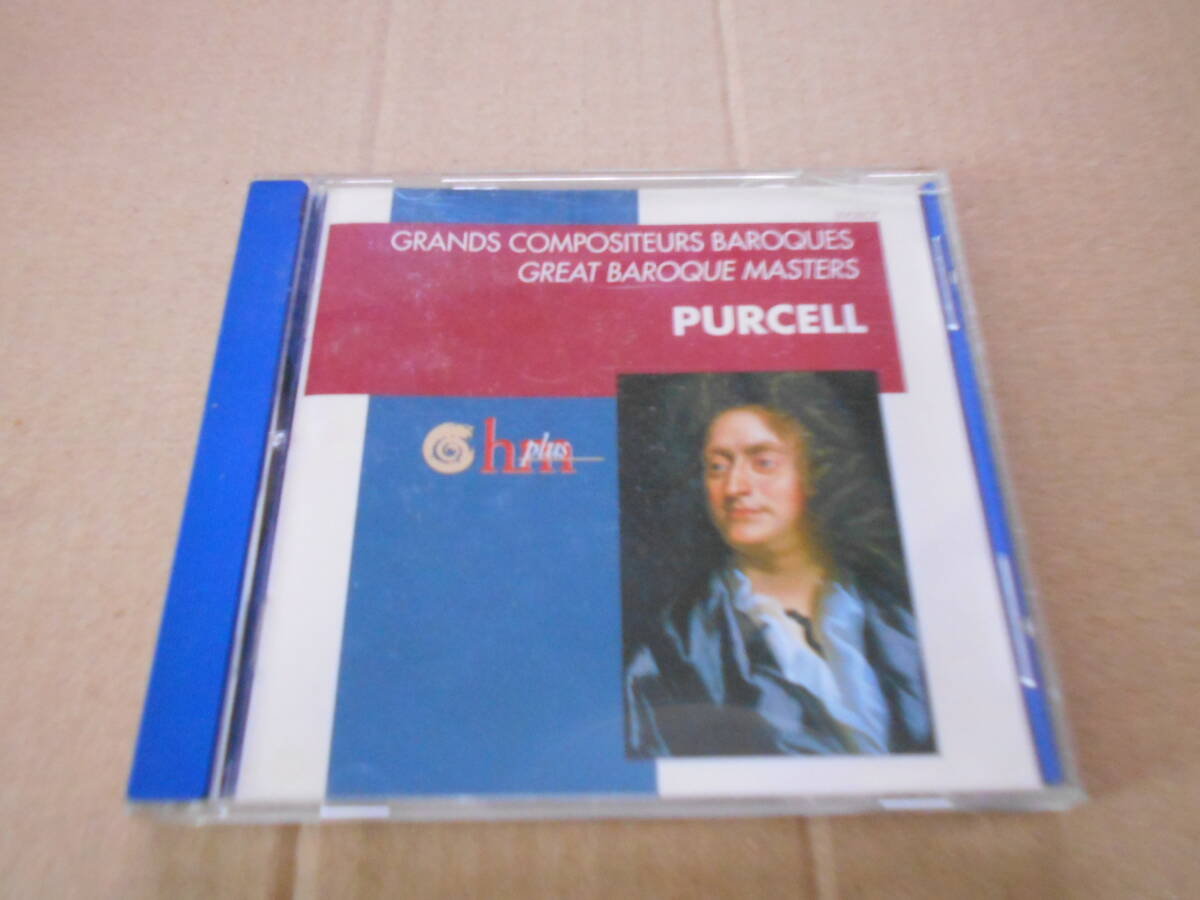 GRANDS COMPOSITEURS BAROQUES
GREAT BAROQUE MASTERS
PURCELL
hm plus